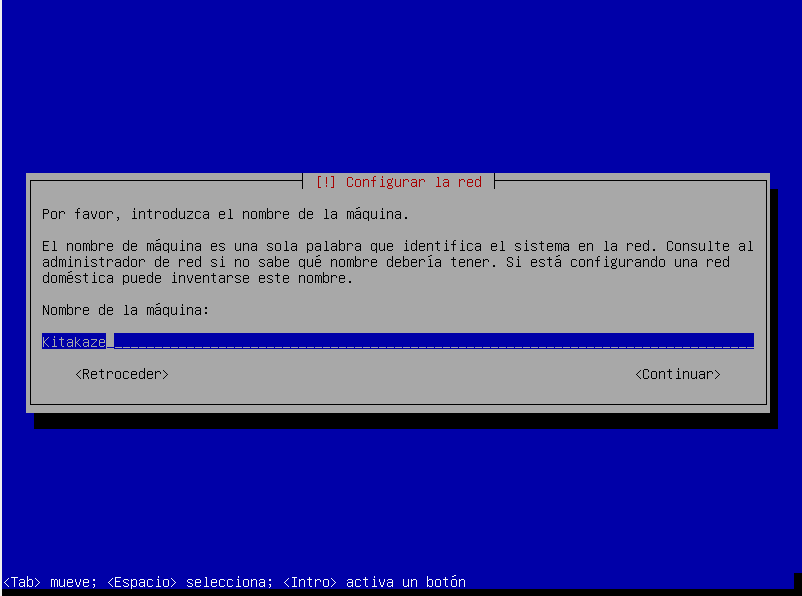 [!] Configurar la red
Por favor, introduzca el nombre de la máquina.
El nombre de máquina es una sola palabra que identifica el sistema en la red. Consulte al
administrador de red si no sabe qué nombre debería tener. Si está configurando una red
doméstica puede inventarse este nombre.
Nombre de la máquina:
Kitakaze
<Retroceder> <Continuar>
<Tab> mueve; <Espacio> selecciona; <Intro> activa un botón